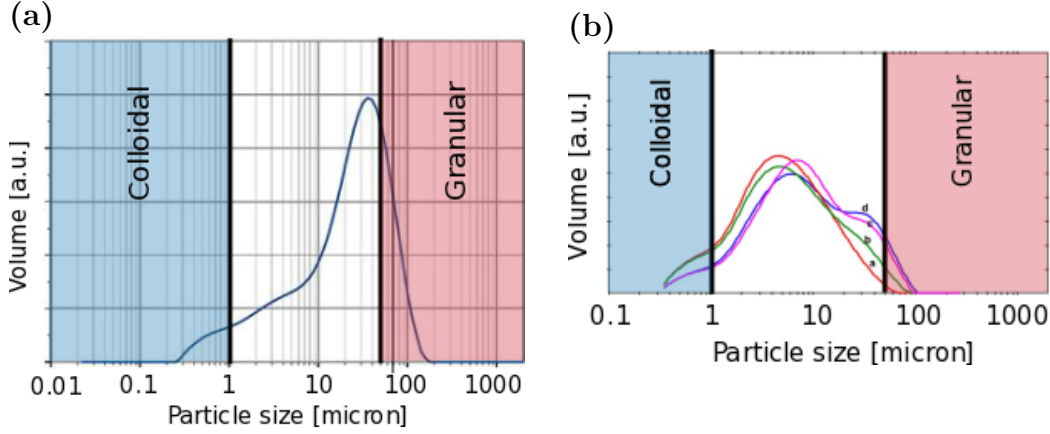 (a)
Volume [a.u.]
Colloidal
Granular
0.01 0.1 1 10 100 1000
Particle size [micron]
(b)
Volume [a.u.]
Colloidal
Granular
d
c
b
a
0.1 1 10 100 1000
Particle size [micron]